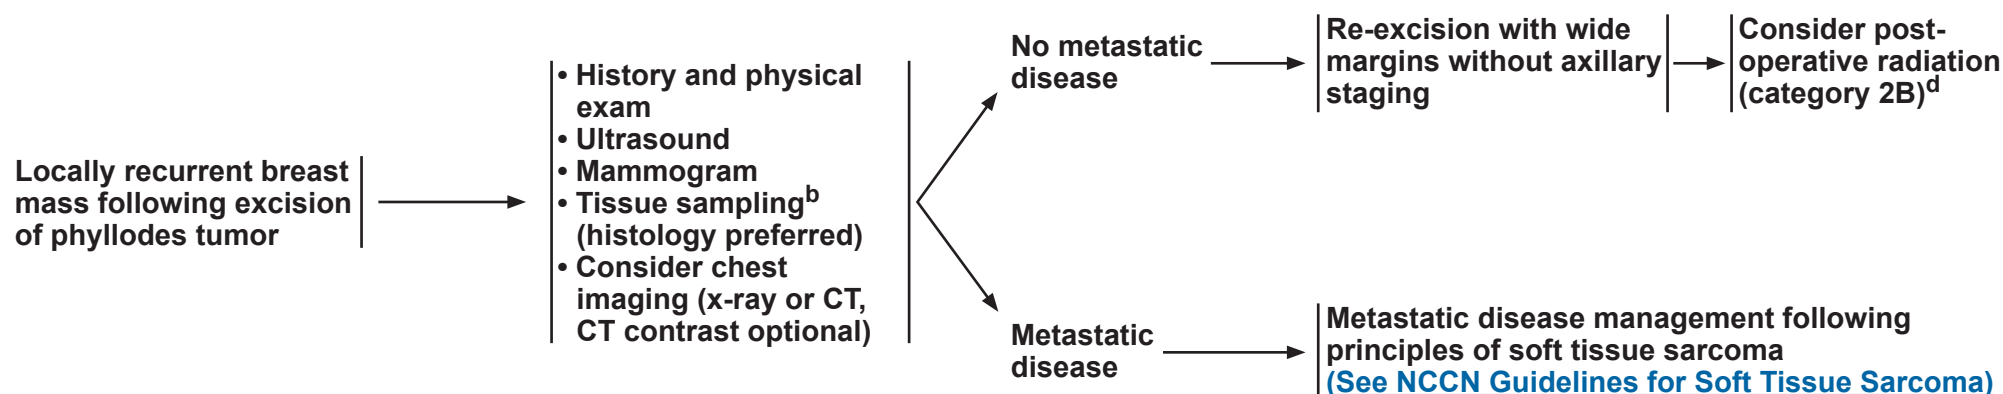 Locally recurrent breast
mass following excision
of phyllodes tumor
• History and physical
exam
• Ultrasound
• Mammogram
• Tissue samplingb
(histology preferred)
• Consider chest
imaging (x-ray or CT,
CT contrast optional)
No metastatic
disease
Re-excision with wide
margins without axillary
staging
Consider post-
operative radiation
(category 2B)d
Metastatic
disease
Metastatic disease management following
principles of soft tissue sarcoma
(See NCCN Guidelines for Soft Tissue Sarcoma)